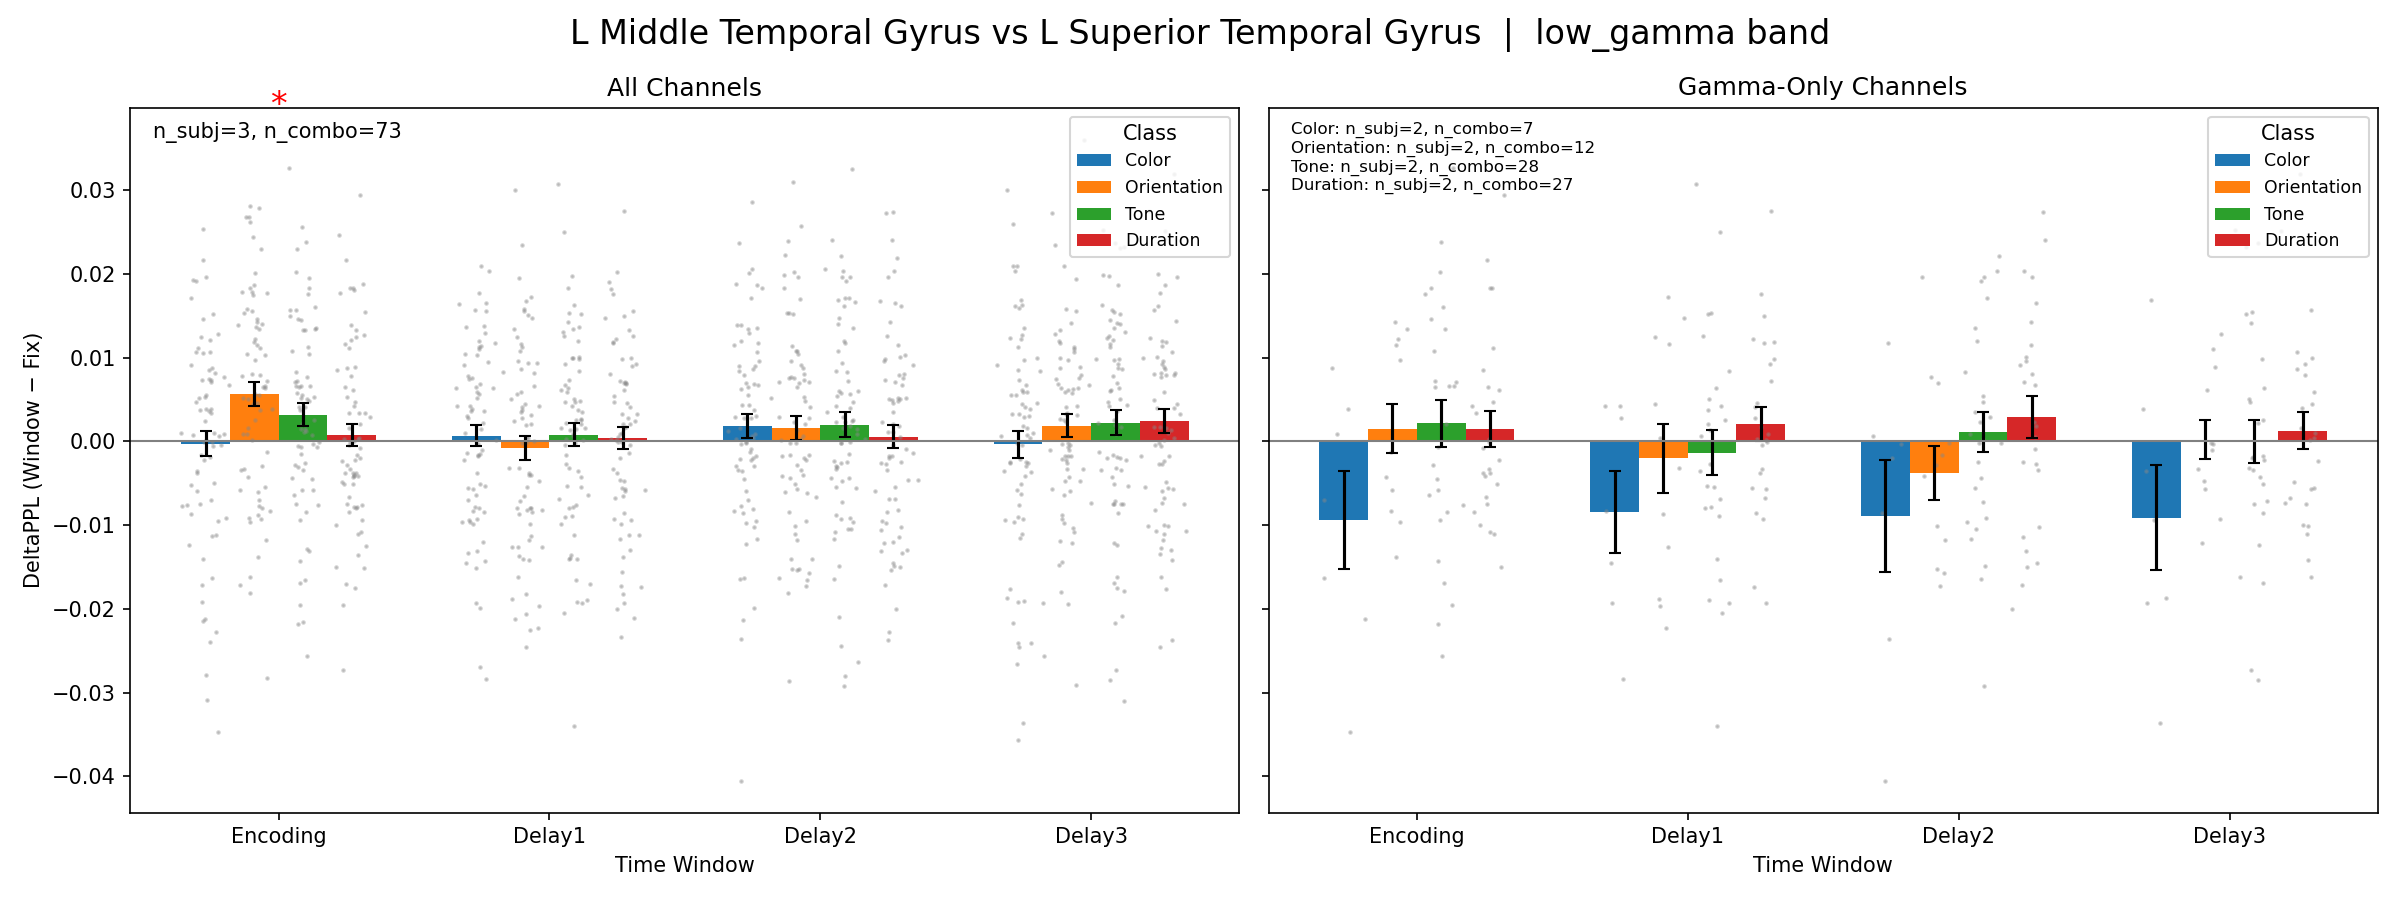 L Middle Temporal Gyrus vs L Superior Temporal Gyrus | low_gamma band
All Channels
*
n_subj=3, n_combo=73
Class
Color
Orientation
Tone
Duration
DeltaPPL (Window − Fix)
0.03
0.02
0.01
0.00
−0.01
−0.02
−0.03
−0.04
Encoding
Delay1
Delay2
Delay3
Time Window
Gamma-Only Channels
Color: n_subj=2, n_combo=7
Orientation: n_subj=2, n_combo=12
Tone: n_subj=2, n_combo=28
Duration: n_subj=2, n_combo=27
Class
Color
Orientation
Tone
Duration
Encoding
Delay1
Delay2
Delay3
Time Window